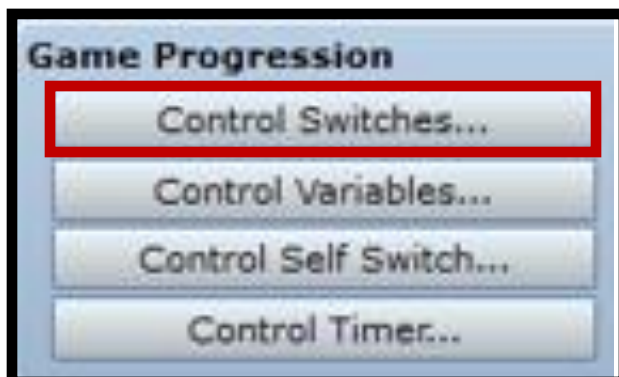 Game Progression
Control Switches...
Control Variables...
Control Self Switch...
Control Timer...